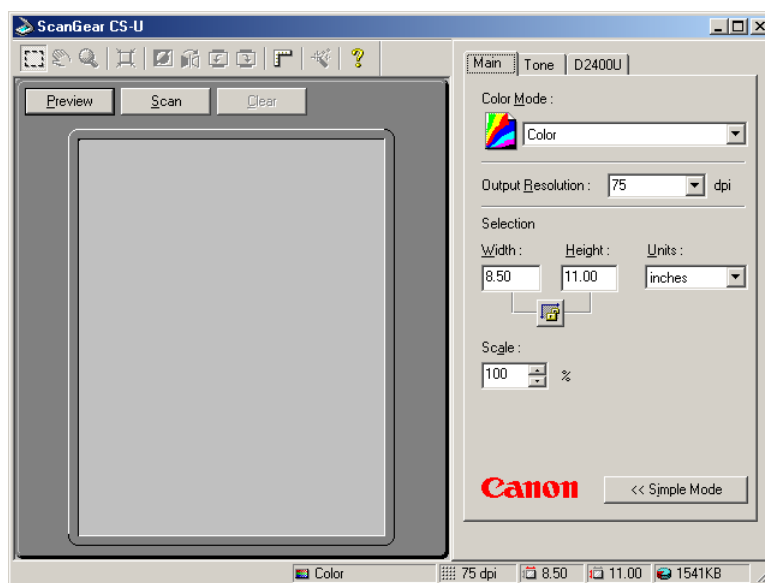 ScanGear CS-U
Preview
Scan
Clear
Main
Tone
D2400U
Color Mode :
Color
Output Resolution :
75
dpi
Selection
Width :
Height :
Units :
8.50
11.00
inches
Scale :
100
%
Canon
<< Simple Mode
Color
75 dpi
8.50
11.00
1541KB